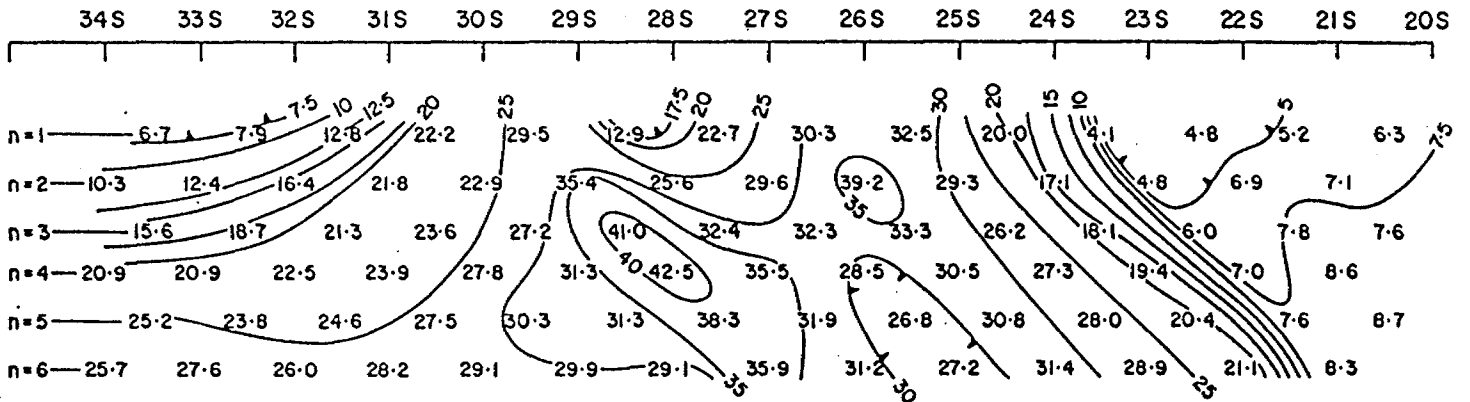 34S 33S 32S 31S 30S 29S 28S 27S 26S 25S 24S 23S 22S 21S 20S
7.5 10 12.5 20 25 17.5 20 25 30 20 15 10 5 7.5
n=1 6.7 7.9 12.8 22.2 29.5 12.9 22.7 30.3 32.5 20.0 4.1 4.8 5.2 6.3
n=2 10.3 12.4 16.4 21.8 22.9 35.4 25.6 29.6 39.2 29.3 17.1 4.8 6.9 7.1
35
n=3 15.6 18.7 21.3 23.6 27.2 41.0 32.4 32.3 33.3 26.2 18.1 6.0 7.8 7.6
n=4 20.9 20.9 22.5 23.9 27.8 31.3 40 42.5 35.5 28.5 30.5 27.3 19.4 7.0 8.6
n=5 25.2 23.8 24.6 27.5 30.3 31.3 38.3 31.9 26.8 30.8 28.0 20.4 7.6 8.7
n=6 25.7 27.6 26.0 28.2 29.1 29.9 29.1 35.9 31.2 27.2 31.4 28.9 21.1 8.3
35 30 25